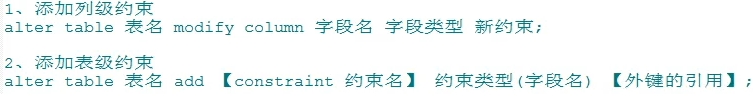 1、添加列级约束
alter table 表名 modify column 字段名 字段类型 新约束;
2、添加表级约束
alter table 表名 add 【constraint 约束名】 约束类型(字段名) 【外键的引用】;